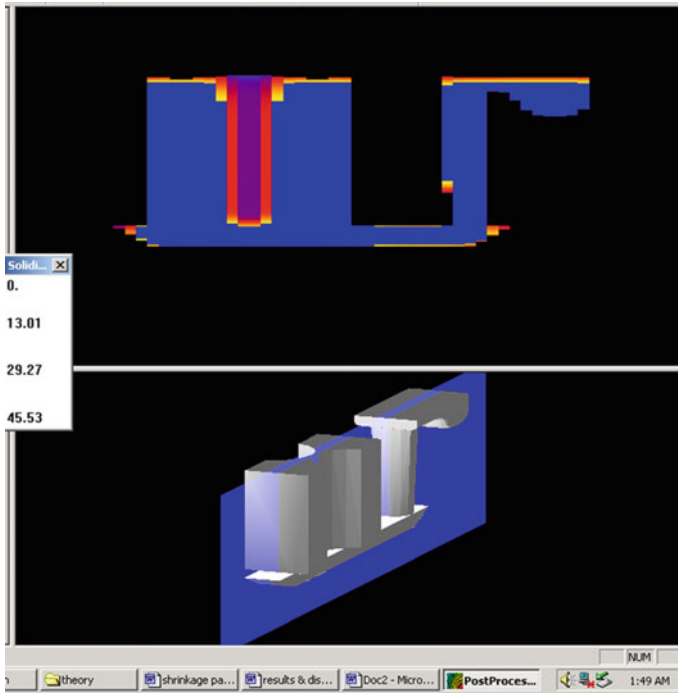 Solidi...
0.
13.01
29.27
45.53
NUM
theory
shrinkage pa...
results & dis...
Doc2 - Micro...
PostProces...
1:49 AM